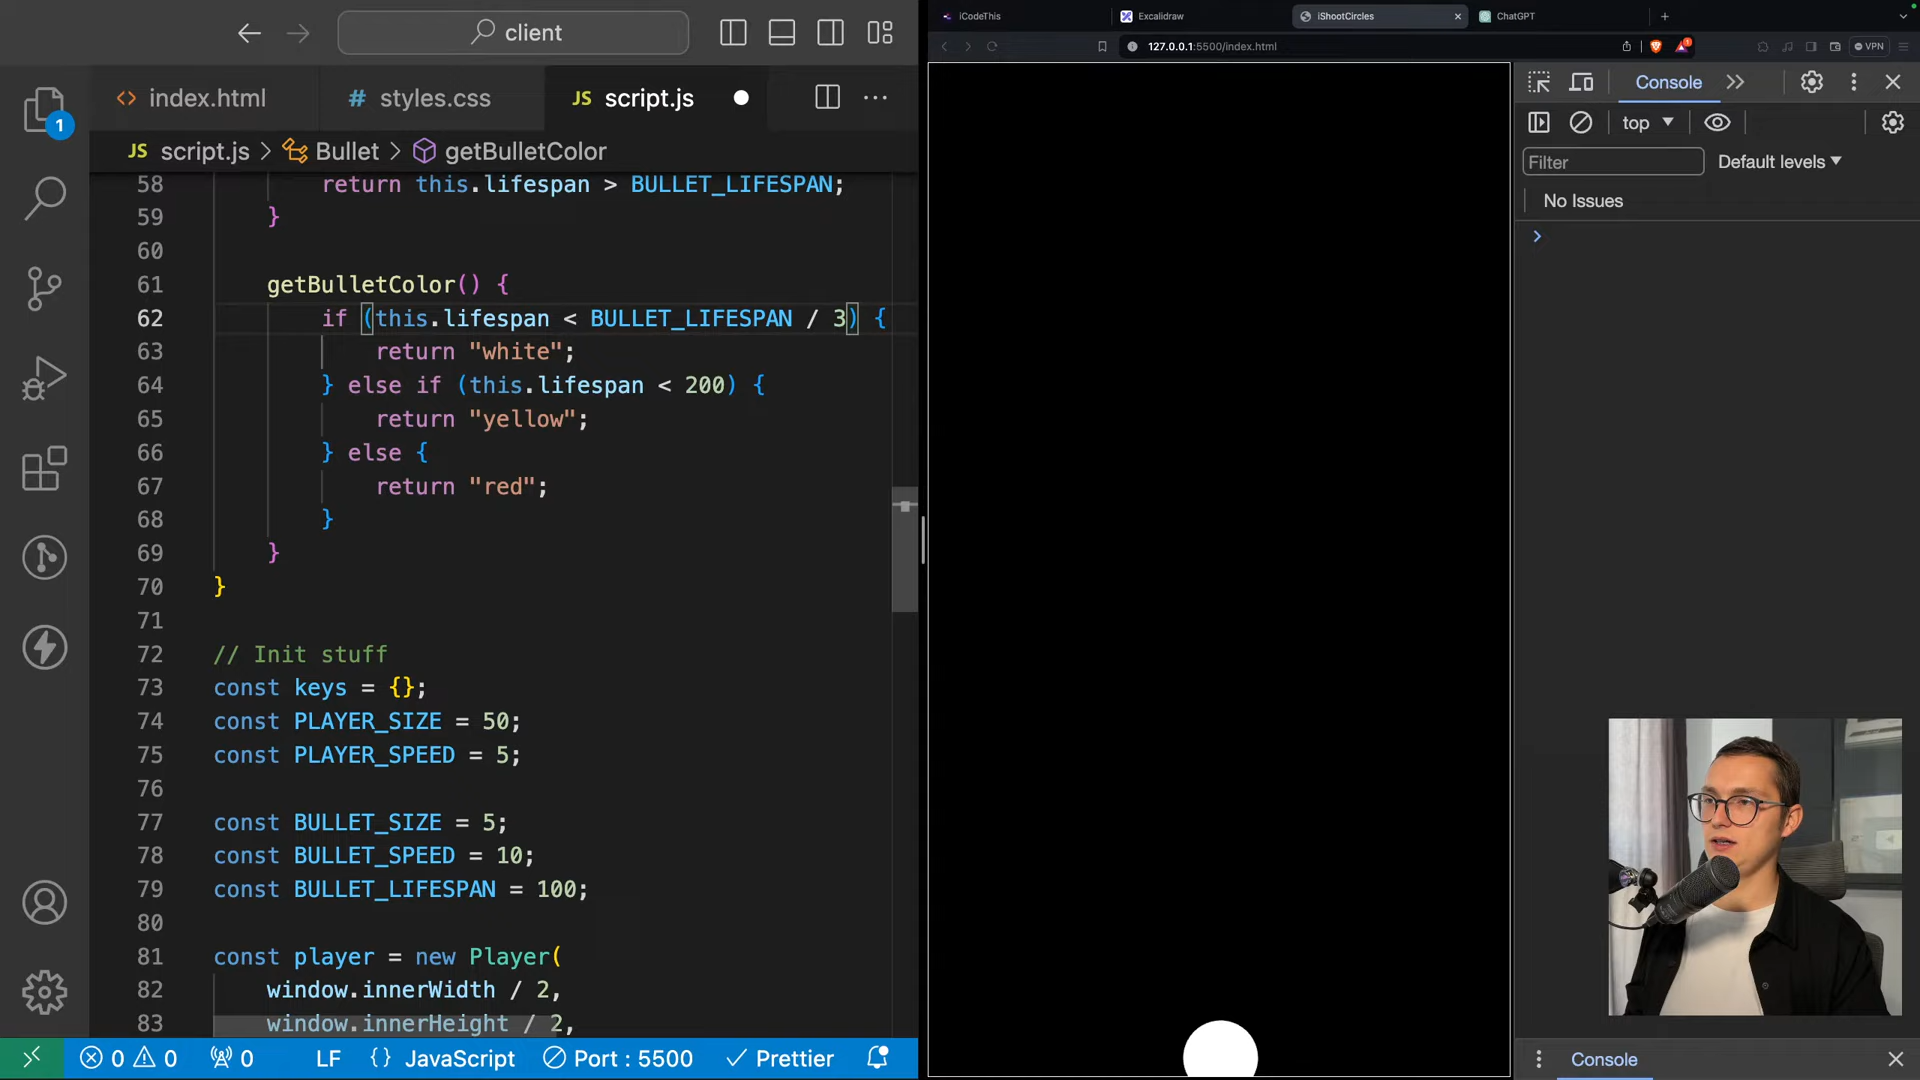 client
iCodeThis
Excalidraw
iShootCircles
ChatGPT
127.0.0.1:5500/index.html
1
VPN
1
index.html
# styles.css
JS script.js
JS script.js > Bullet > getBulletColor
58 return this.lifespan > BULLET_LIFESPAN;
59 }
60
61 getBulletColor() {
62 if (this.lifespan < BULLET_LIFESPAN / 3) {
63 return "white";
64 } else if (this.lifespan < 200) {
65 return "yellow";
66 } else {
67 return "red";
68 }
69 }
70 }
71
72 // Init stuff
73 const keys = {};
74 const PLAYER_SIZE = 50;
75 const PLAYER_SPEED = 5;
76
77 const BULLET_SIZE = 5;
78 const BULLET_SPEED = 10;
79 const BULLET_LIFESPAN = 100;
80
81 const player = new Player(
82 window.innerWidth / 2,
83 window.innerHeight / 2,
0 0 0 LF {} JavaScript Port : 5500 Prettier
Console
top
Filter
Default levels
No Issues
Console